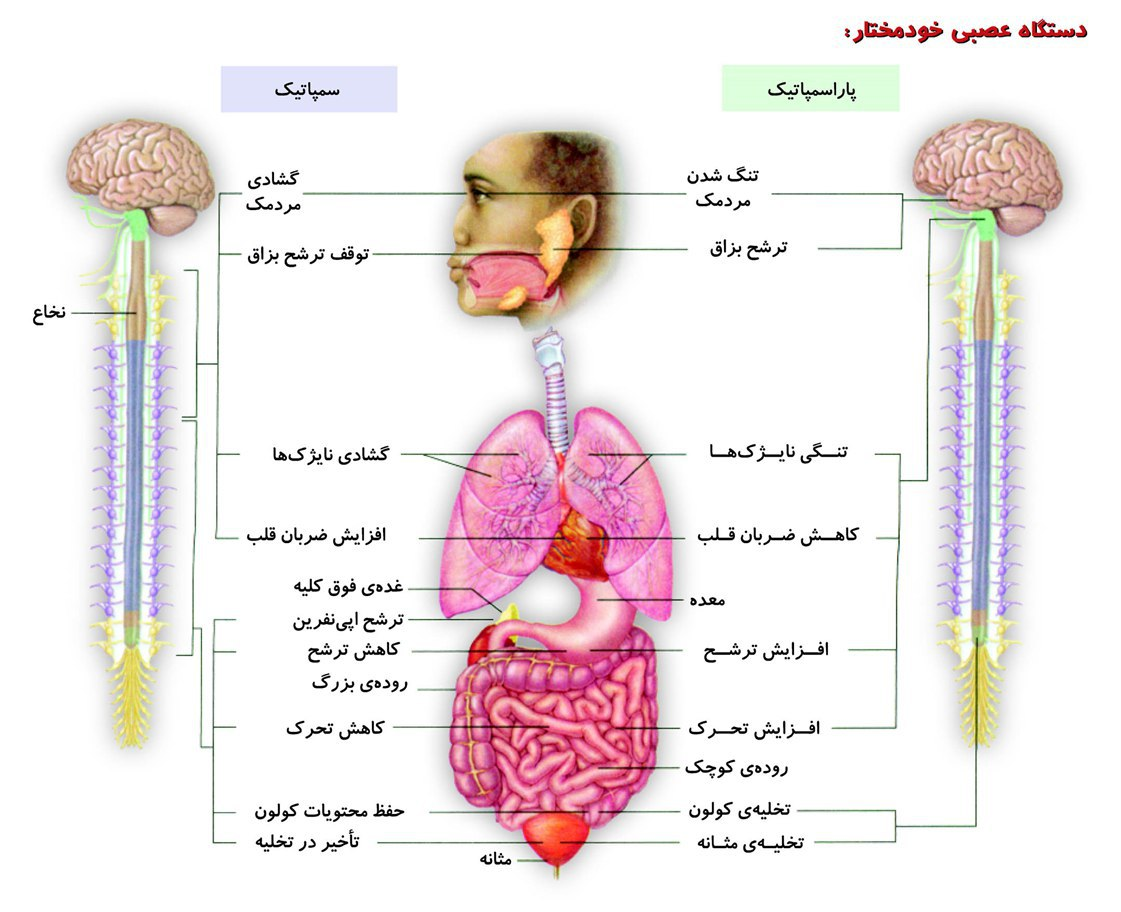 دستگاه عصبی خودمختار:
پاراسمپاتیک
سمپاتیک
تنگ شدن
مردمک
گشادی
مردمک
ترشح بزاق
توقف ترشح بزاق
نخاع
تنگی نایژک‌ها
گشادی نایژک‌ها
کاهش ضربان قلب
افزایش ضربان قلب
غده‌ی فوق کلیه
معده
ترشح اپی‌نفرین
افزایش ترشح
کاهش ترشح
روده‌ی بزرگ
افزایش تحرک
کاهش تحرک
روده‌ی کوچک
تخلیه‌ی کولون
حفظ محتویات کولون
تخلیه‌ی مثانه
تأخیر در تخلیه
مثانه